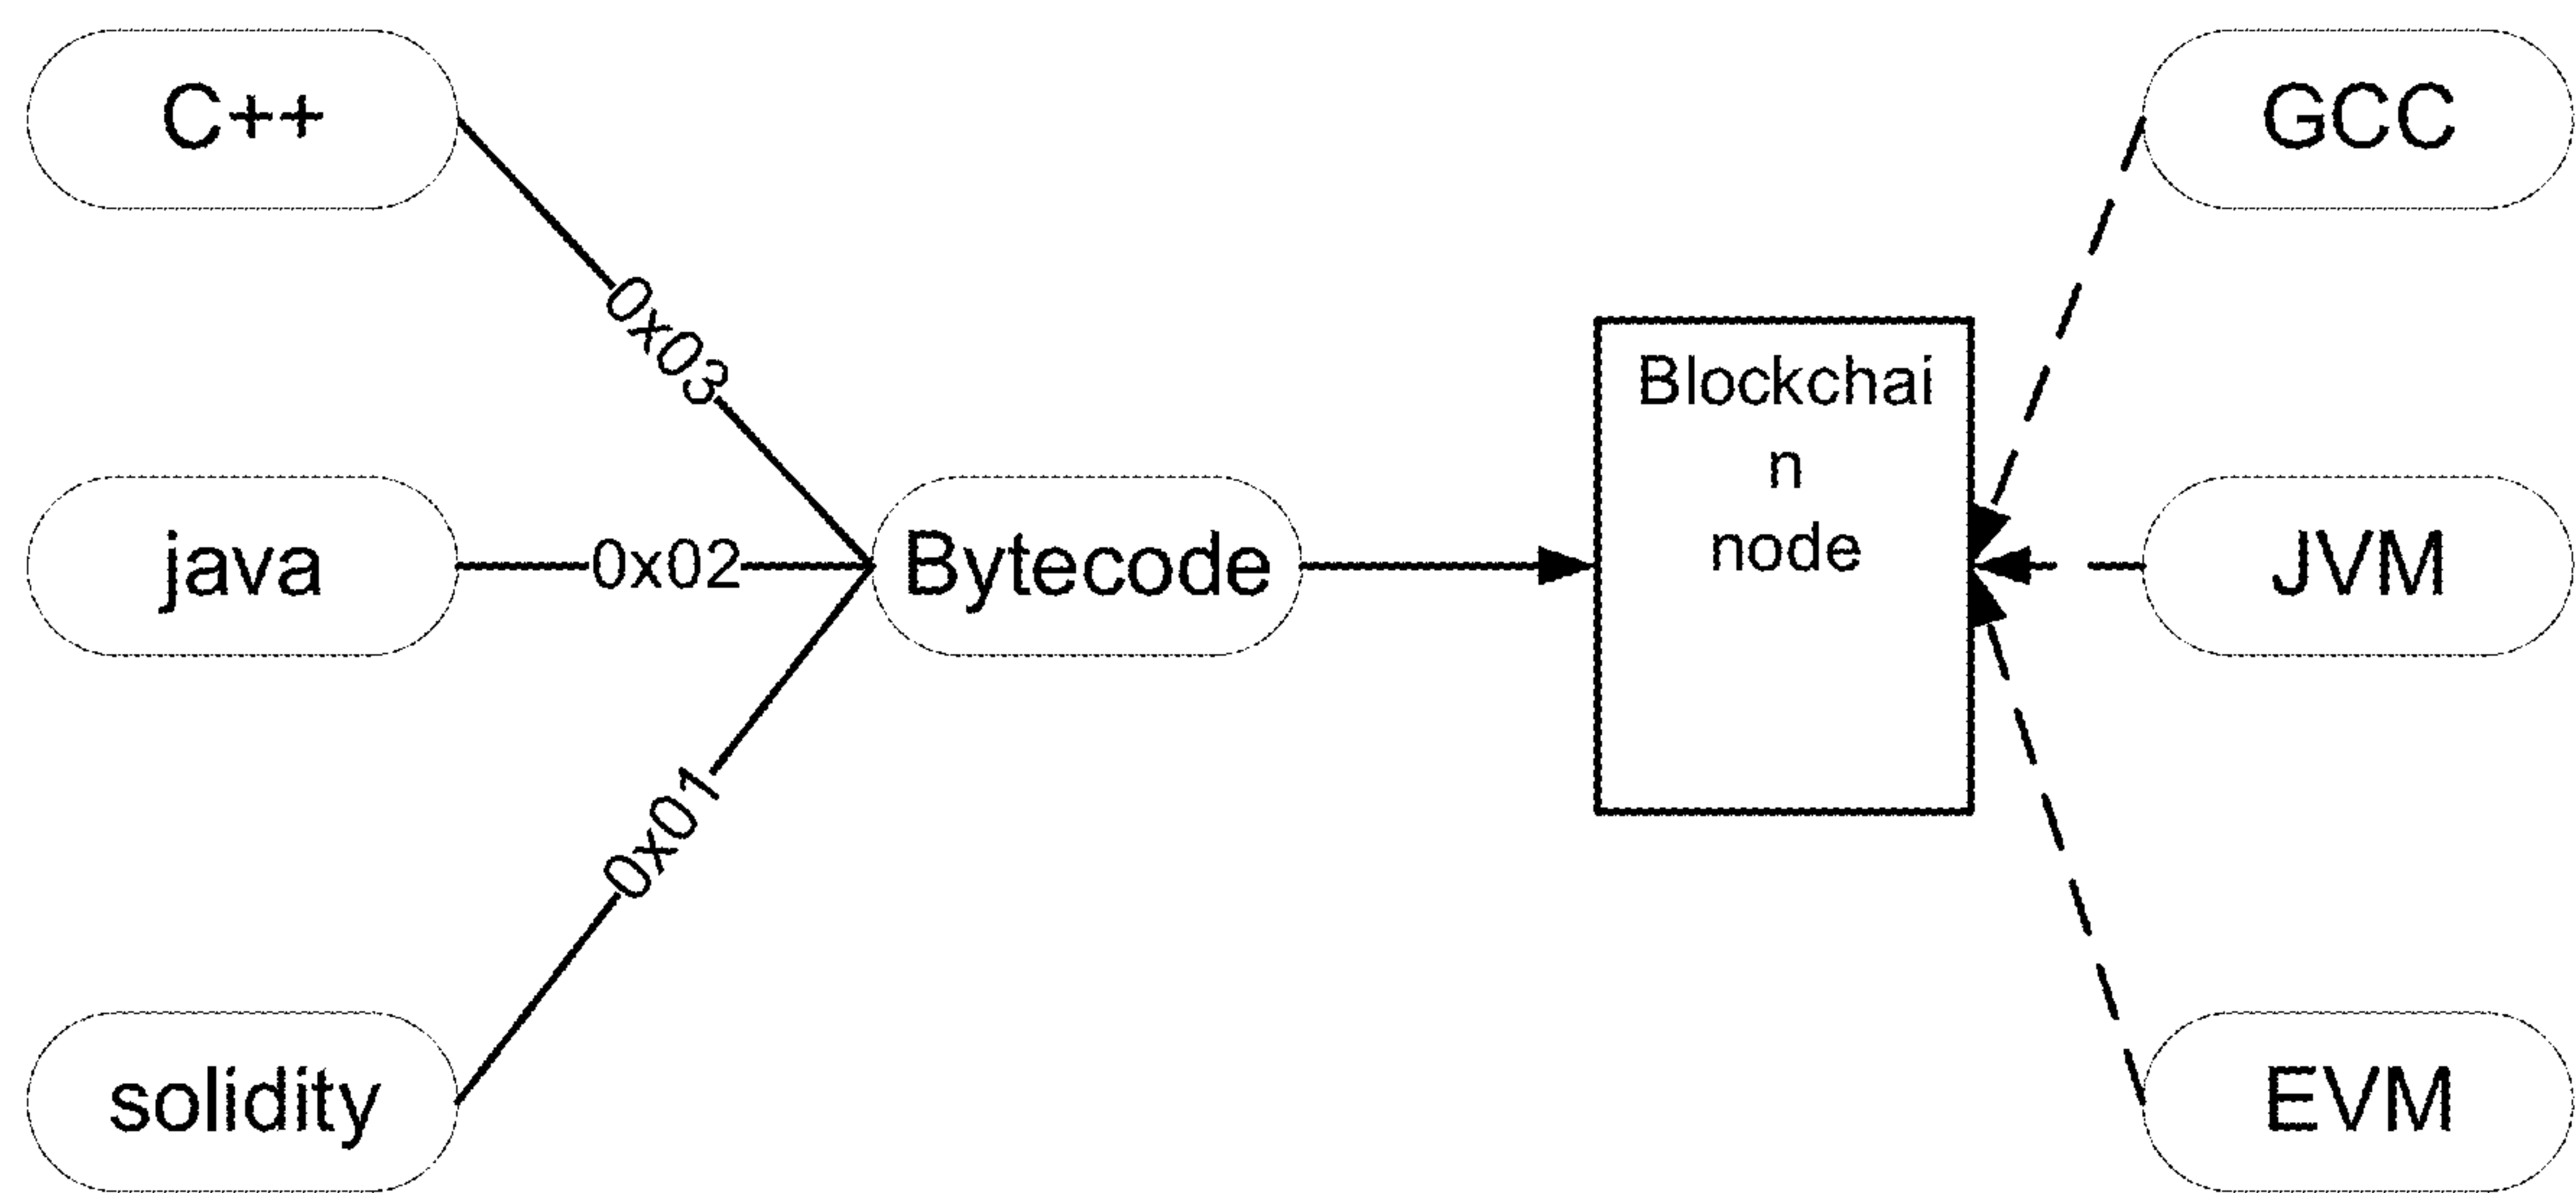 C++
GCC
0x03
Blockchai
n
node
java
0x02
Bytecode
JVM
0x01
solidity
EVM